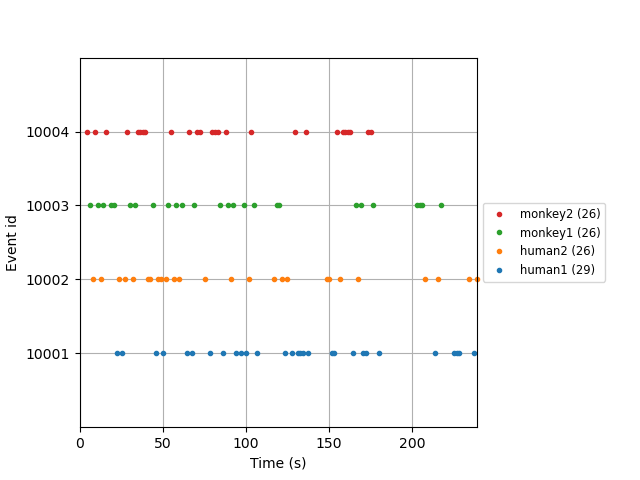 10004
10003
10002
10001
Event id
0 50 100 150 200
Time (s)
monkey2 (26)
monkey1 (26)
human2 (26)
human1 (29)